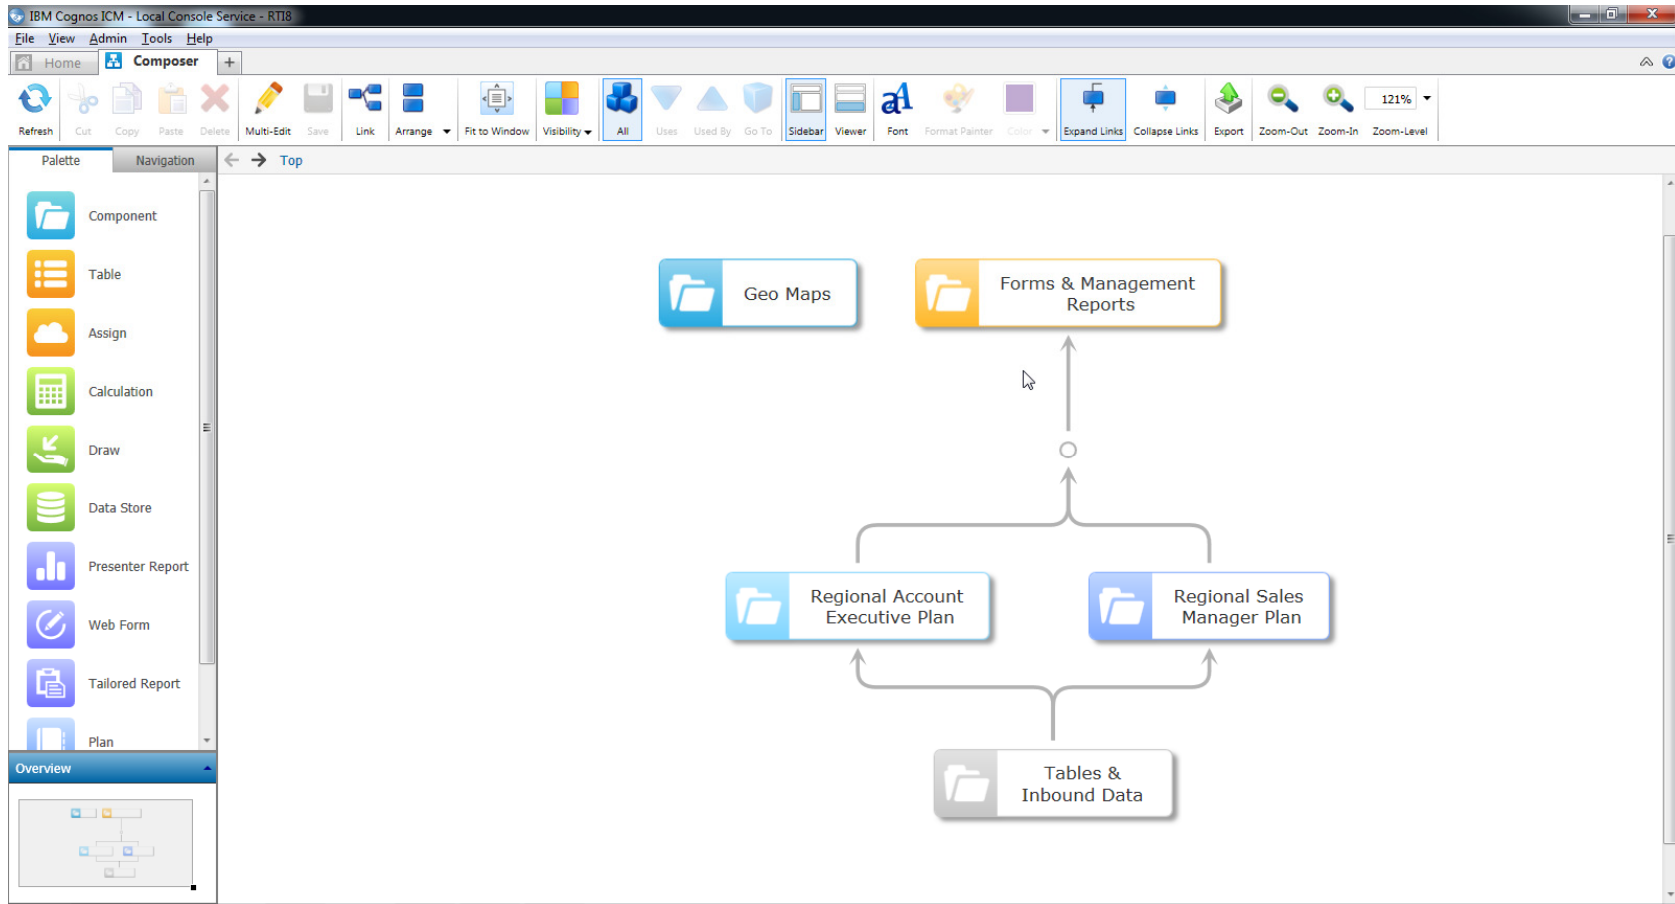 IBM Cognos ICM - Local Console Service - RTI8
File View Admin Tools Help
Home Composer +
Refresh Cut Copy Paste Delete Multi-Edit Save Link Arrange Fit to Window Visibility All Uses Used By Go To Sidebar Viewer Font Format Painter Color Expand Links Collapse Links Export Zoom-Out Zoom-In 121% Zoom-Level
Palette Navigation Top
Component
Table
Assign
Calculation
Draw
Data Store
Presenter Report
Web Form
Tailored Report
Plan
Overview
Geo Maps
Forms & Management
Reports
Regional Account
Executive Plan
Regional Sales
Manager Plan
Tables &
Inbound Data